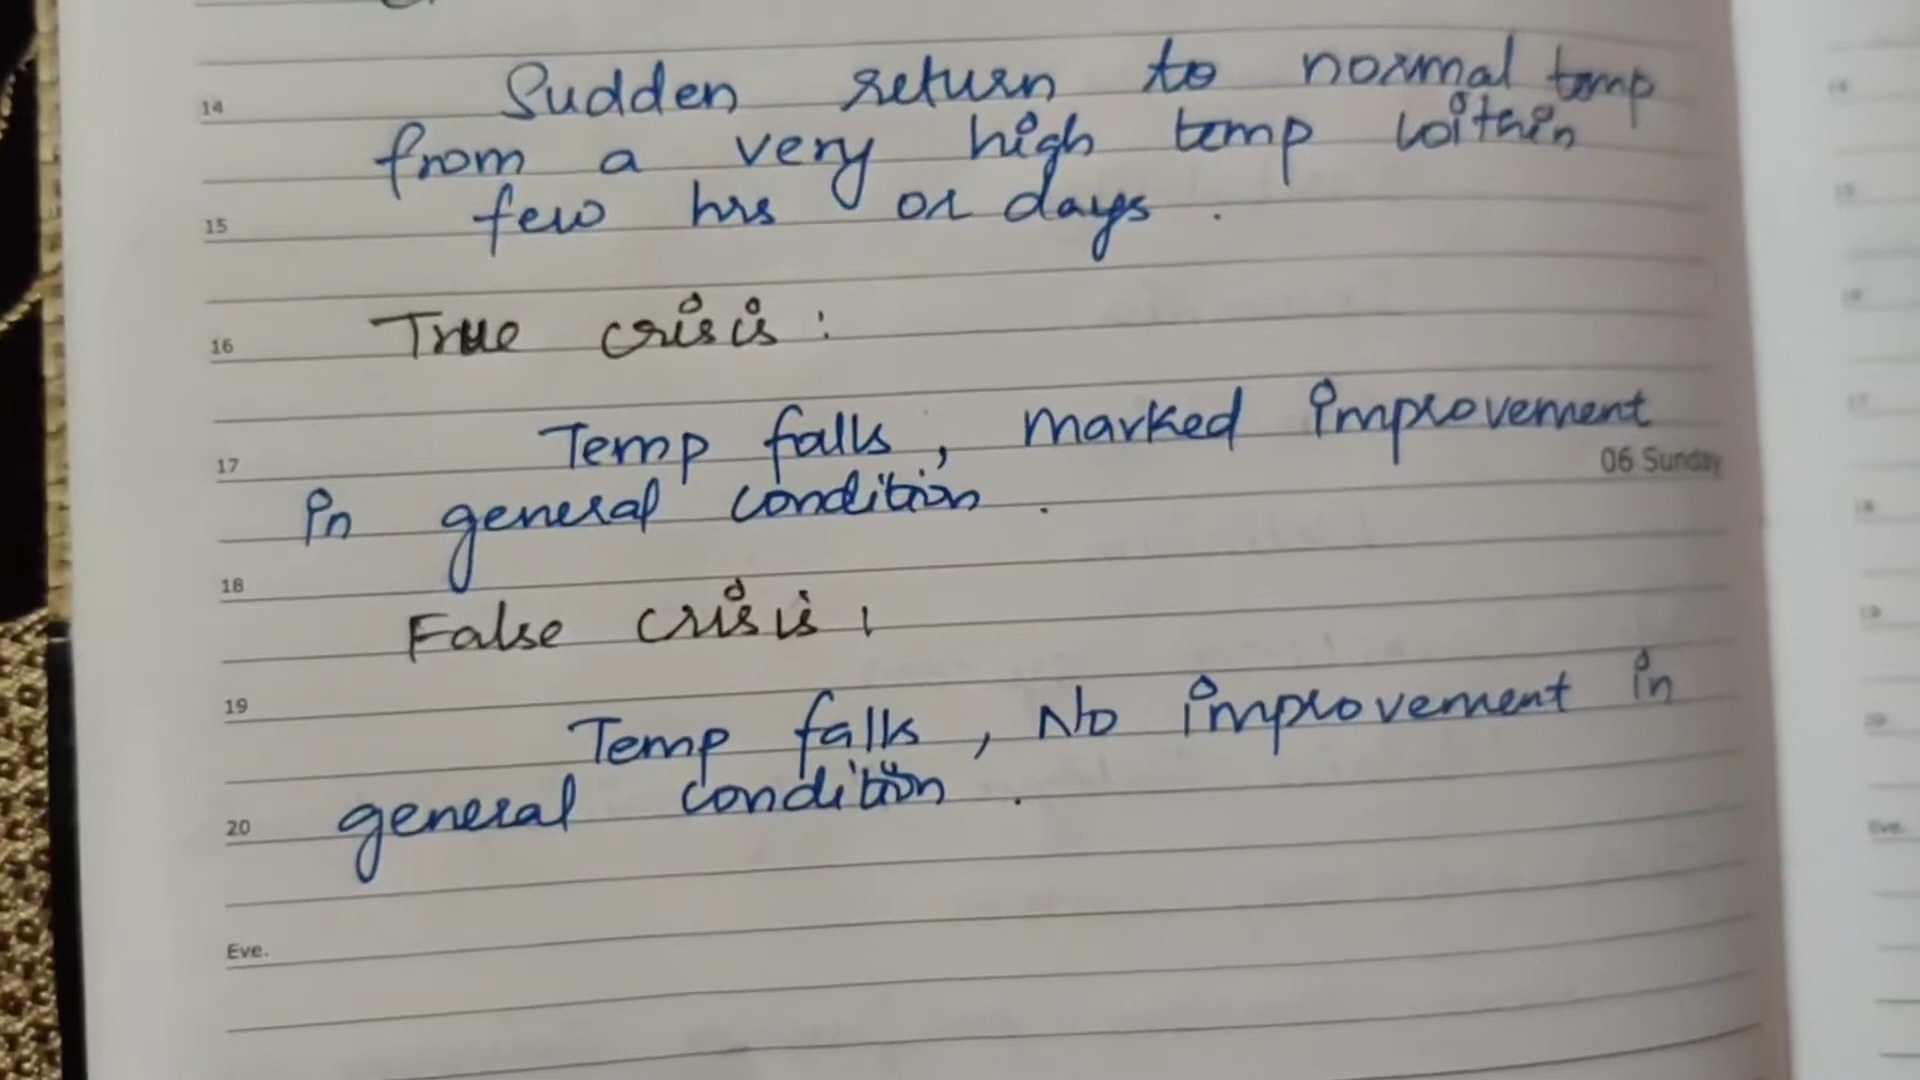 Sudden return to normal temp
14
from a very high temp within
few hrs or days .
15
True crisis :
16
Temp falls , marked improvement
17
06 Sunday
in general condition .
18
False crisis :
19
Temp falls , No improvement in
general condition .
20
Eve.